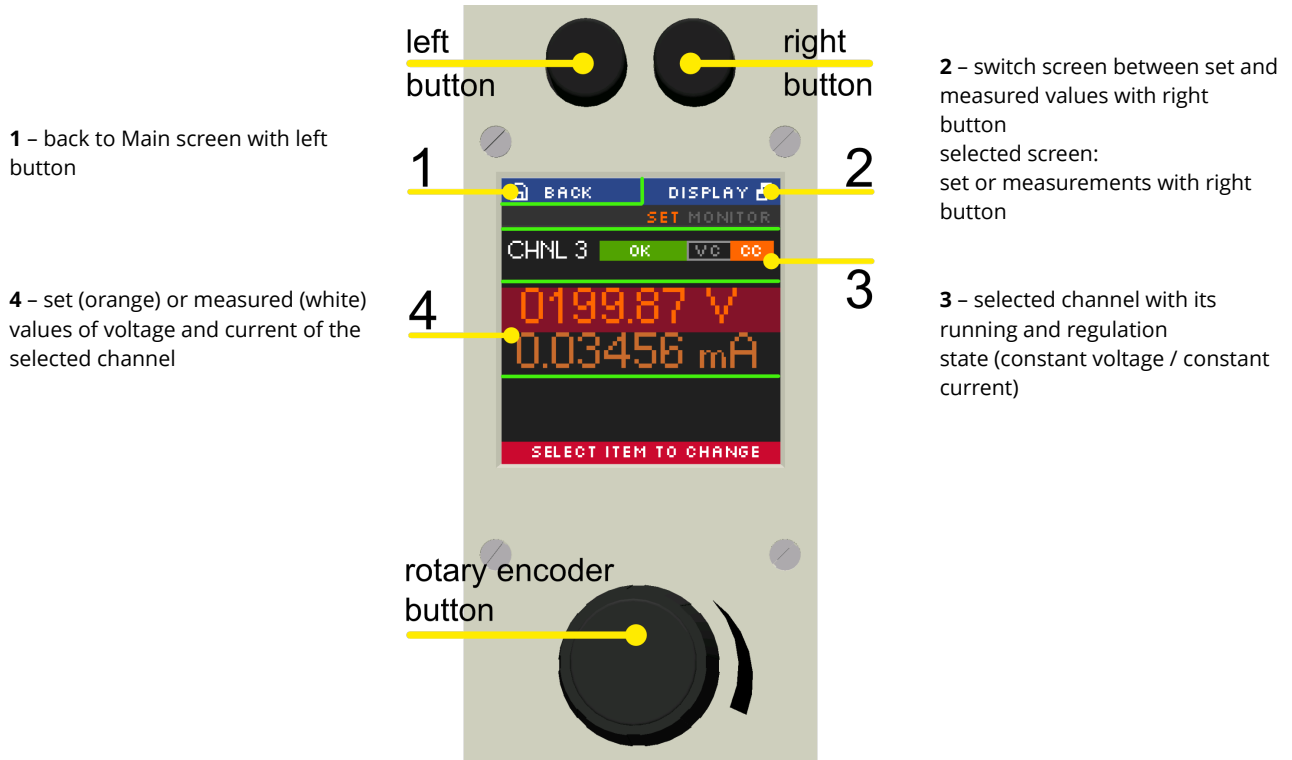 left
button
right
button
1 – back to Main screen with left
button
2 – switch screen between set and
measured values with right
button
selected screen:
set or measurements with right
button
1
2
BACK
DISPLAY
SET MONITOR
CHNL 3 OK VC CC
3
4 – set (orange) or measured (white)
values of voltage and current of the
selected channel
4
0199.87 V
0.03456 mA
3 – selected channel with its
running and regulation
state (constant voltage / constant
current)
SELECT ITEM TO CHANGE
rotary encoder
button